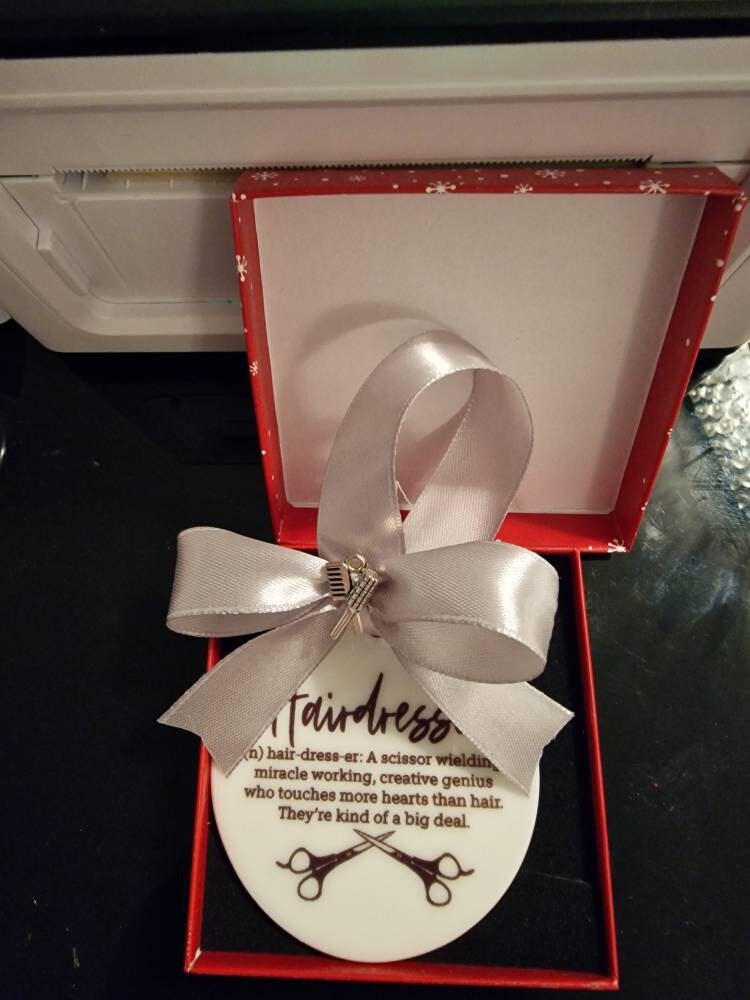 Hairdresser
(n) hair-dress-er: A scissor wielding,
miracle working, creative genius
who touches more hearts than hair.
They're kind of a big deal.